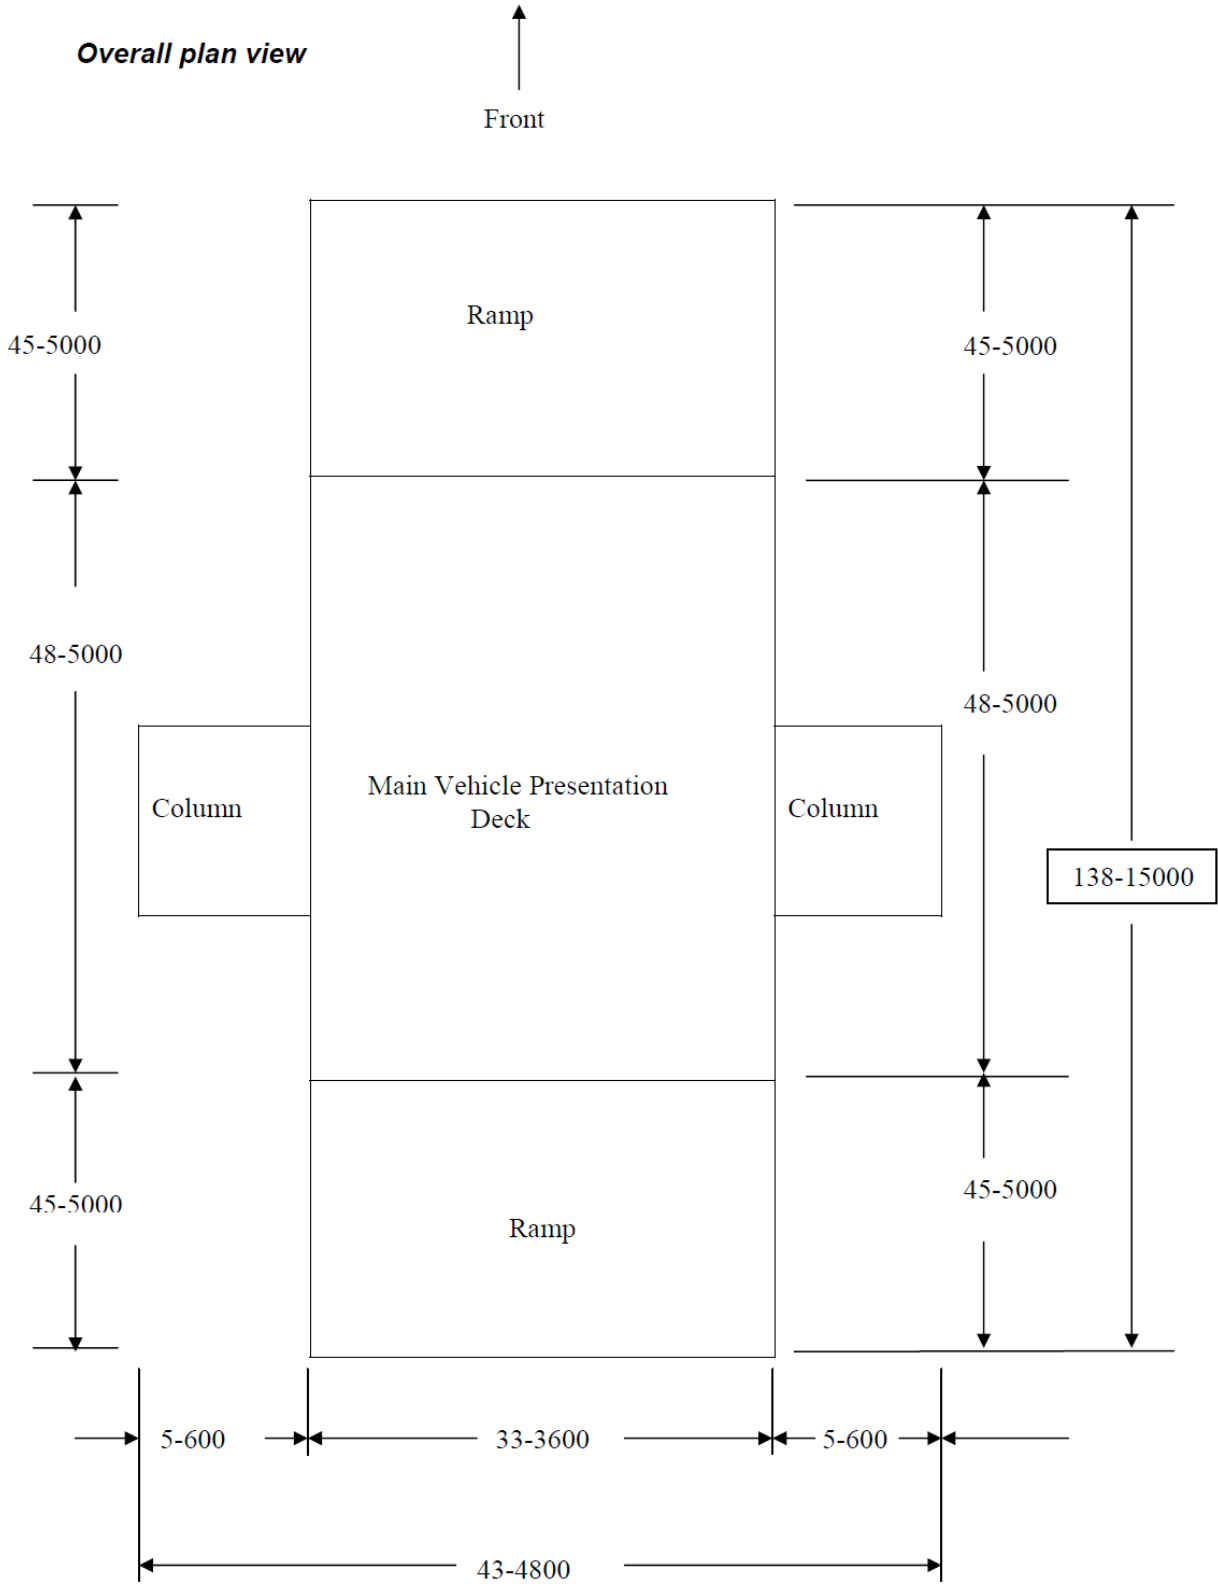 Overall plan view
Front
Ramp
45-5000
45-5000
48-5000
48-5000
Main Vehicle Presentation
Deck
Column
Column
138-15000
45-5000
45-5000
Ramp
5-600
33-3600
5-600
43-4800